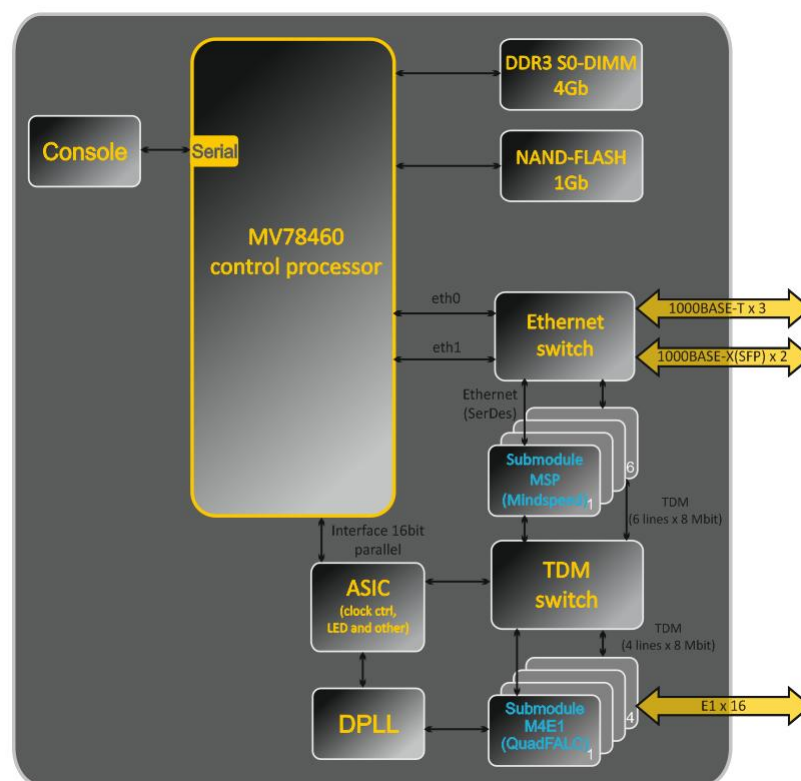 DDR3 S0-DIMM
4Gb
Console
Serial
NAND-FLASH
1Gb
MV78460
control processor
eth0
eth1
Ethernet
switch
1000BASE-T x 3
1000BASE-X(SFP) x 2
Ethernet
(SerDes)
Submodule
MSP
(Mindspeed)
1
6
TDM
(6 lines x 8 Mbit)
Interface 16bit
parallel
ASIC
(clock ctrl,
LED and other)
TDM
switch
TDM
(4 lines x 8 Mbit)
DPLL
Submodule
M4E1
(QuadFALC)
1
4
E1 x 16